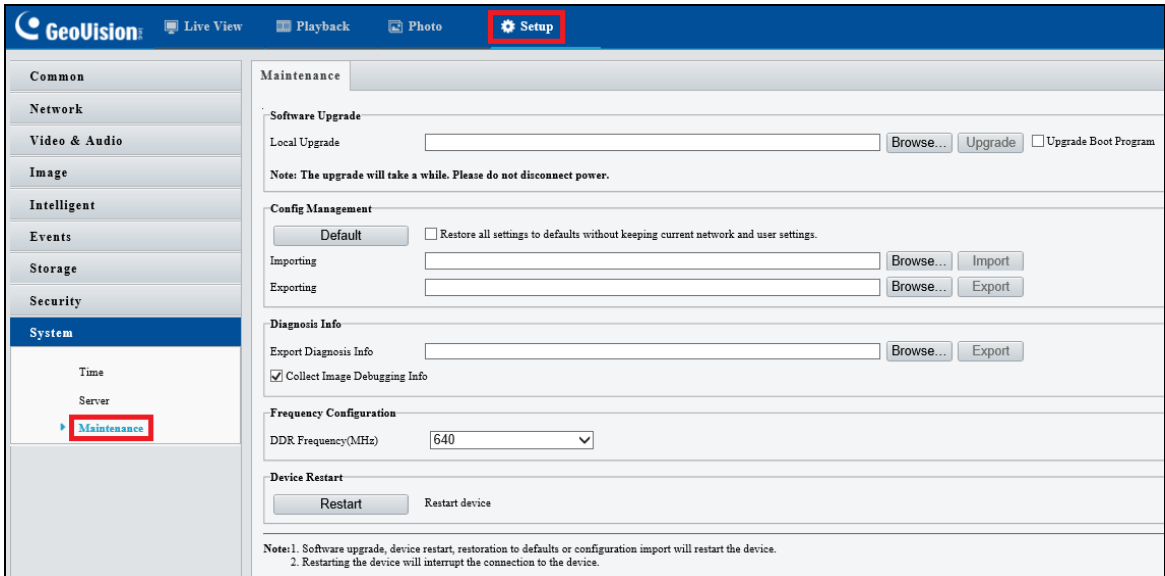 GeoVision
Live View
Playback
Photo
Setup
Common
Network
Video & Audio
Image
Intelligent
Events
Storage
Security
System
Time
Server
Maintenance
Maintenance
Software Upgrade
Local Upgrade Browse... Upgrade Upgrade Boot Program
Note: The upgrade will take a while. Please do not disconnect power.
Config Management
Default Restore all settings to defaults without keeping current network and user settings.
Importing Browse... Import
Exporting Browse... Export
Diagnosis Info
Export Diagnosis Info Browse... Export
Collect Image Debugging Info
Frequency Configuration
DDR Frequency(MHz) 640
Device Restart
Restart Restart device
Note:1. Software upgrade, device restart, restoration to defaults or configuration import will restart the device.
2. Restarting the device will interrupt the connection to the device.